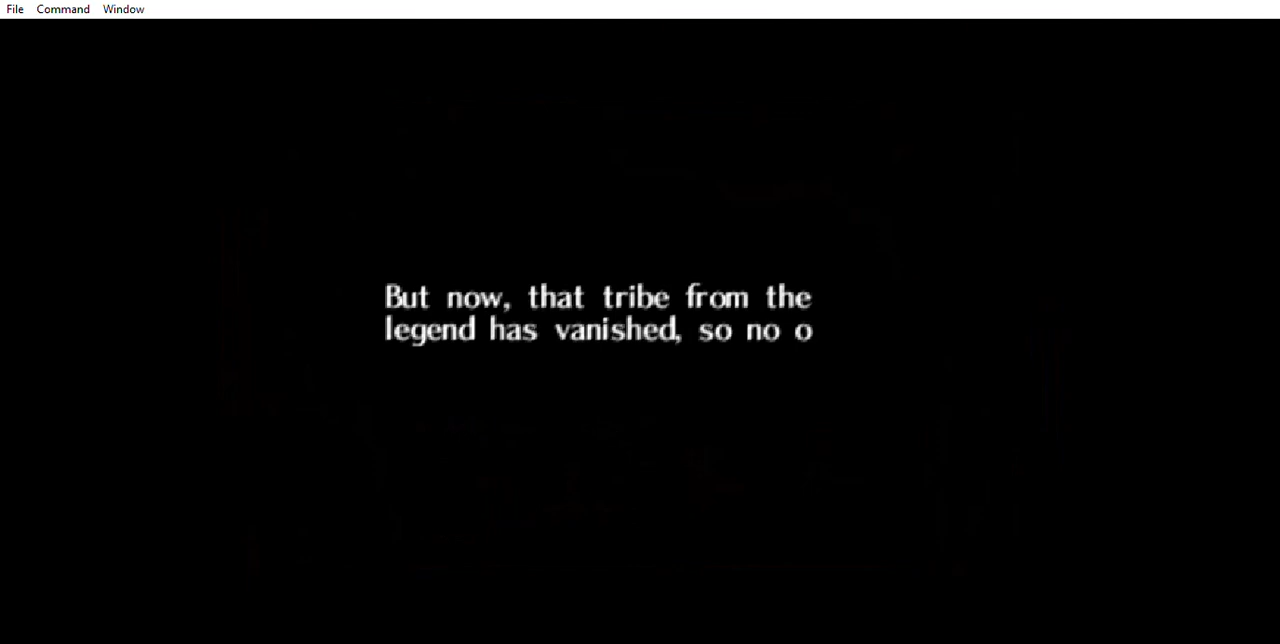 File Command Window
But now, that tribe from the
legend has vanished, so no o